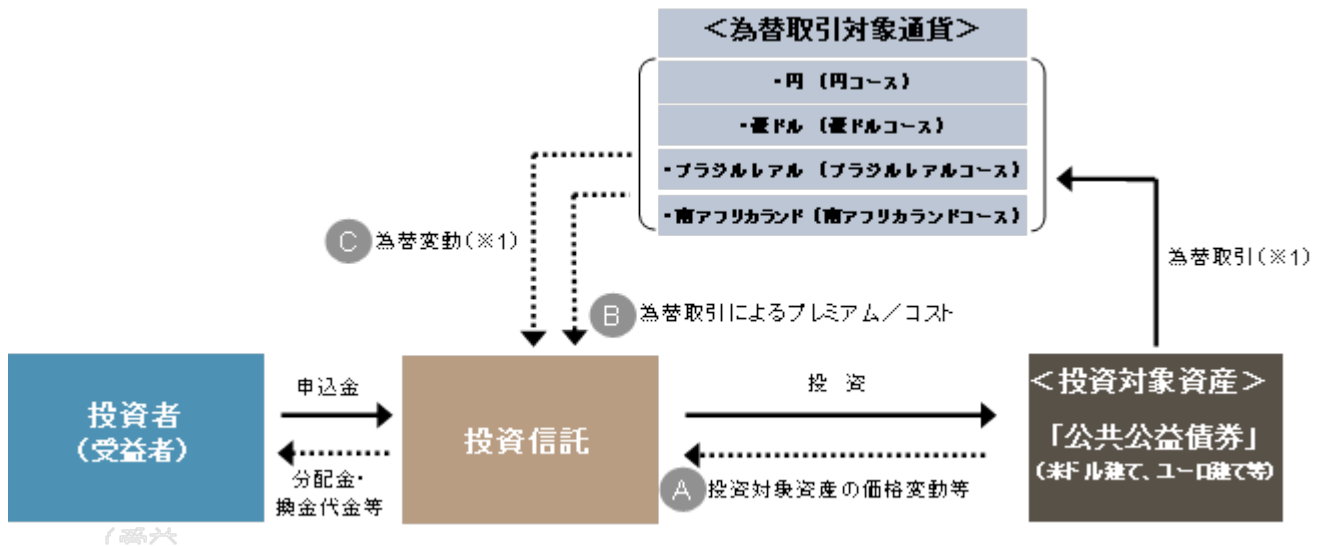 ＜為替取引対象通貨＞
・円（円コース）
・豪ドル（豪ドルコース）
・ブラジルレアル（ブラジルレアルコース）
・南アフリカランド（南アフリカランドコース）
C 為替変動（※1）
為替取引（※1）
B 為替取引によるプレミアム／コスト
投資者
（受益者）
申込金
分配金・
換金代金等
投資信託
投 資
A 投資対象資産の価格変動等
＜投資対象資産＞
「公共公益債券」
（米ドル建て、ユーロ建て等）
（受益